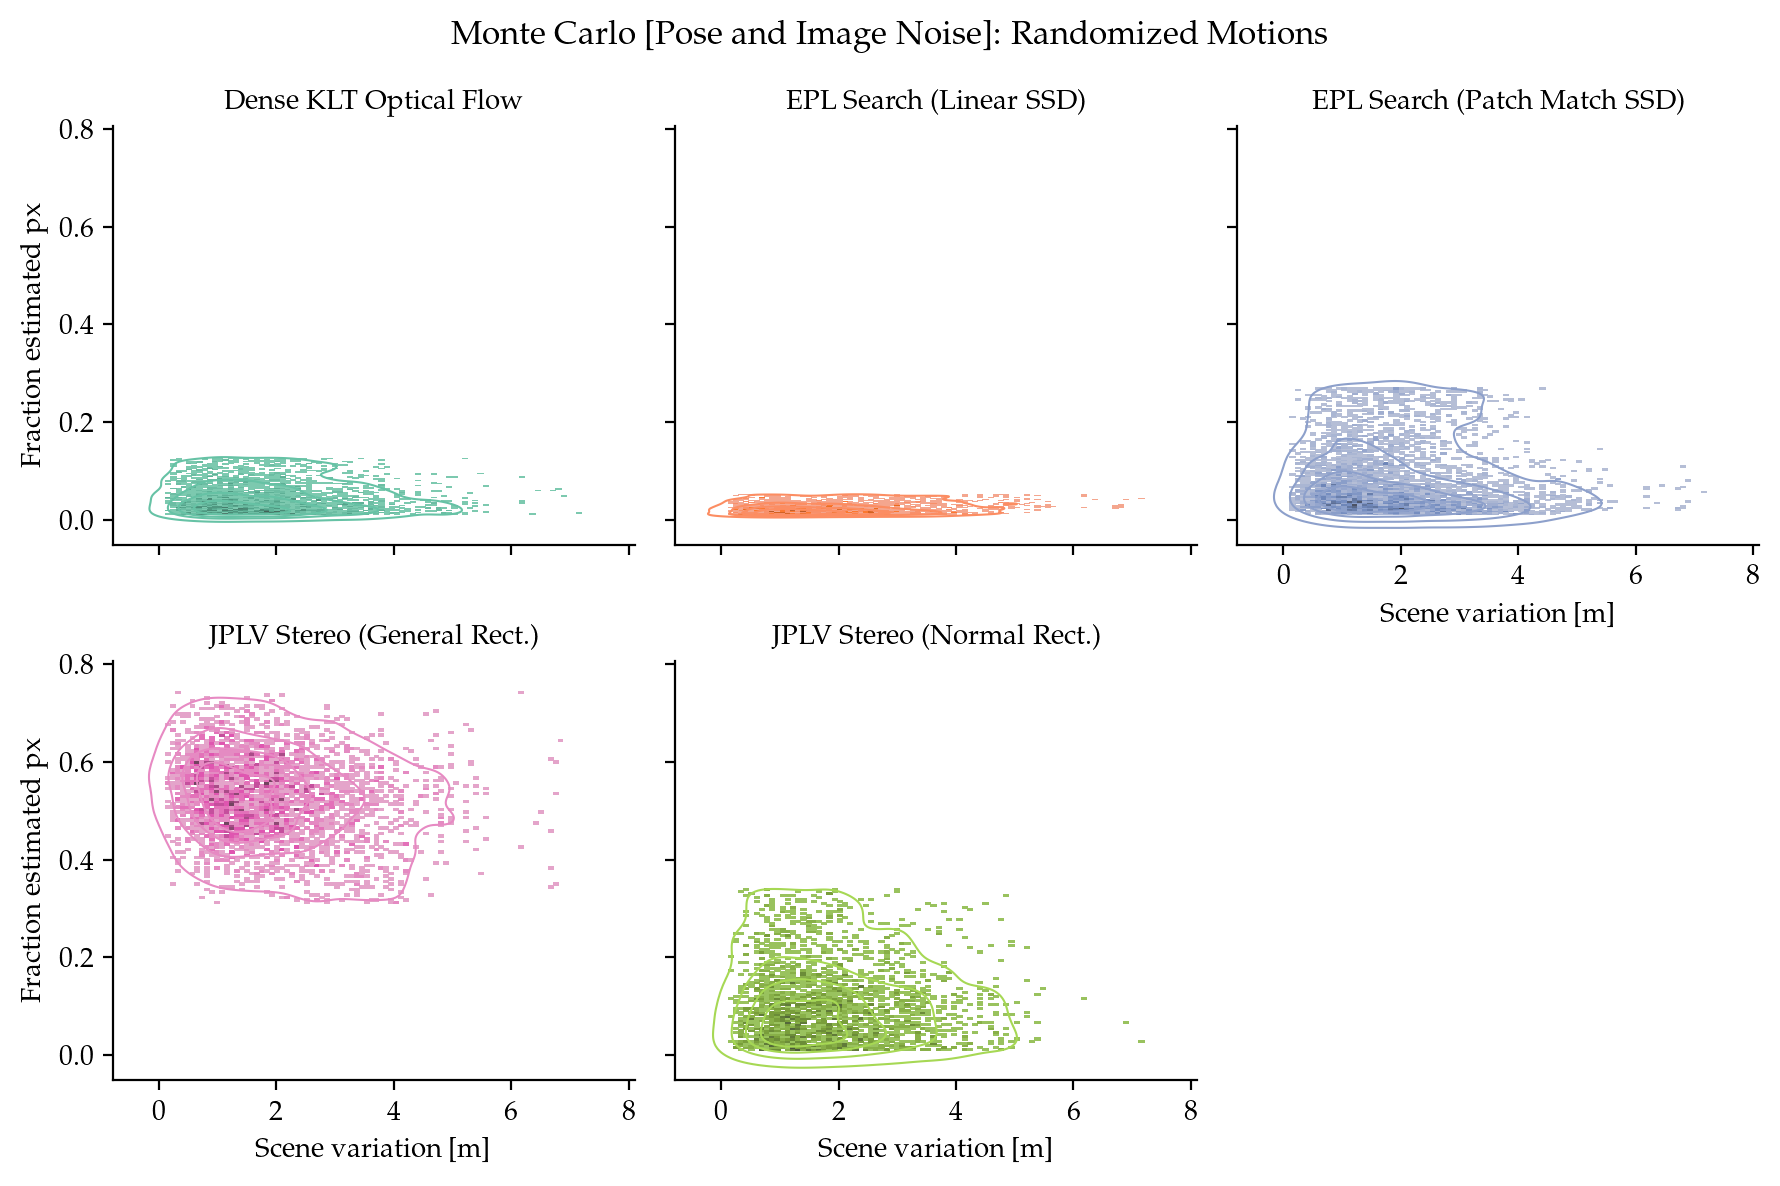 Monte Carlo [Pose and Image Noise]: Randomized Motions
Dense KLT Optical Flow
EPL Search (Linear SSD)
EPL Search (Patch Match SSD)
Fraction estimated px
0.8
0.6
0.4
0.2
0.0
0 2 4 6 8
Scene variation [m]
JPLV Stereo (General Rect.)
JPLV Stereo (Normal Rect.)
Fraction estimated px
0.8
0.6
0.4
0.2
0.0
0 2 4 6 8
Scene variation [m]
0 2 4 6 8
Scene variation [m]